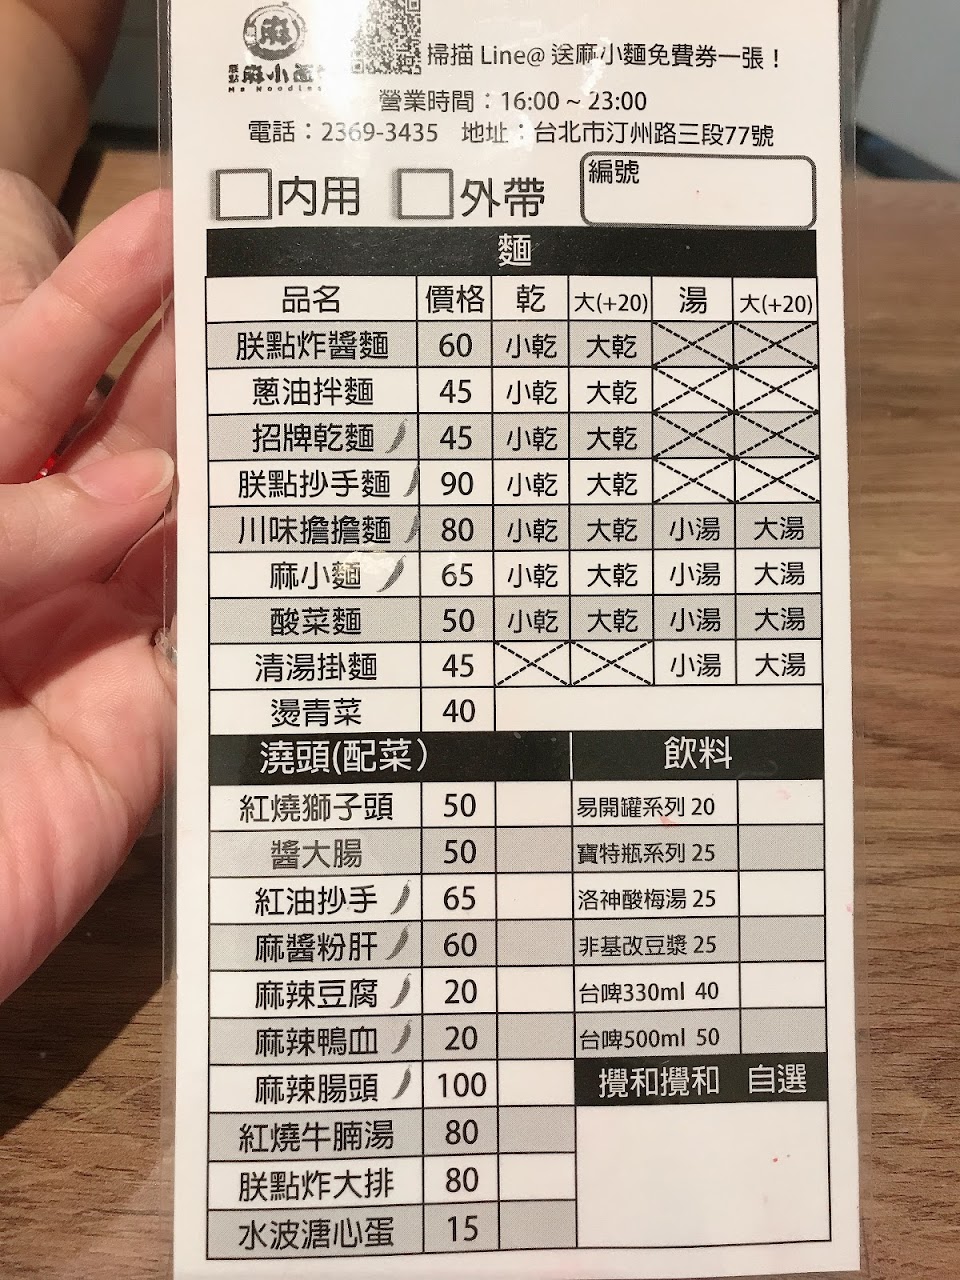 麻小麵
Ma Noodles
掃描 Line@ 送麻小麵免費券一張！
營業時間：16:00 ~ 23:00
電話：2369-3435 地址：台北市汀州路三段77號
內用 外帶 編號
麵
品名 價格 乾 大(+20) 湯 大(+20)
朕點炸醬麵 60 小乾 大乾
蔥油拌麵 45 小乾 大乾
招牌乾麵 45 小乾 大乾
朕點抄手麵 90 小乾 大乾
川味擔擔麵 80 小乾 大乾 小湯 大湯
麻小麵 65 小乾 大乾 小湯 大湯
酸菜麵 50 小乾 大乾 小湯 大湯
清湯掛麵 45 小湯 大湯
燙青菜 40
澆頭(配菜) 飲料
紅燒獅子頭 50 易開罐系列 20
醬大腸 50 寶特瓶系列 25
紅油抄手 65 洛神酸梅湯 25
麻醬粉肝 60 非基改豆漿 25
麻辣豆腐 20 台啤330ml 40
麻辣鴨血 20 台啤500ml 50
麻辣腸頭 100 攪和攪和 自選
紅燒牛腩湯 80
朕點炸大排 80
水波溏心蛋 15